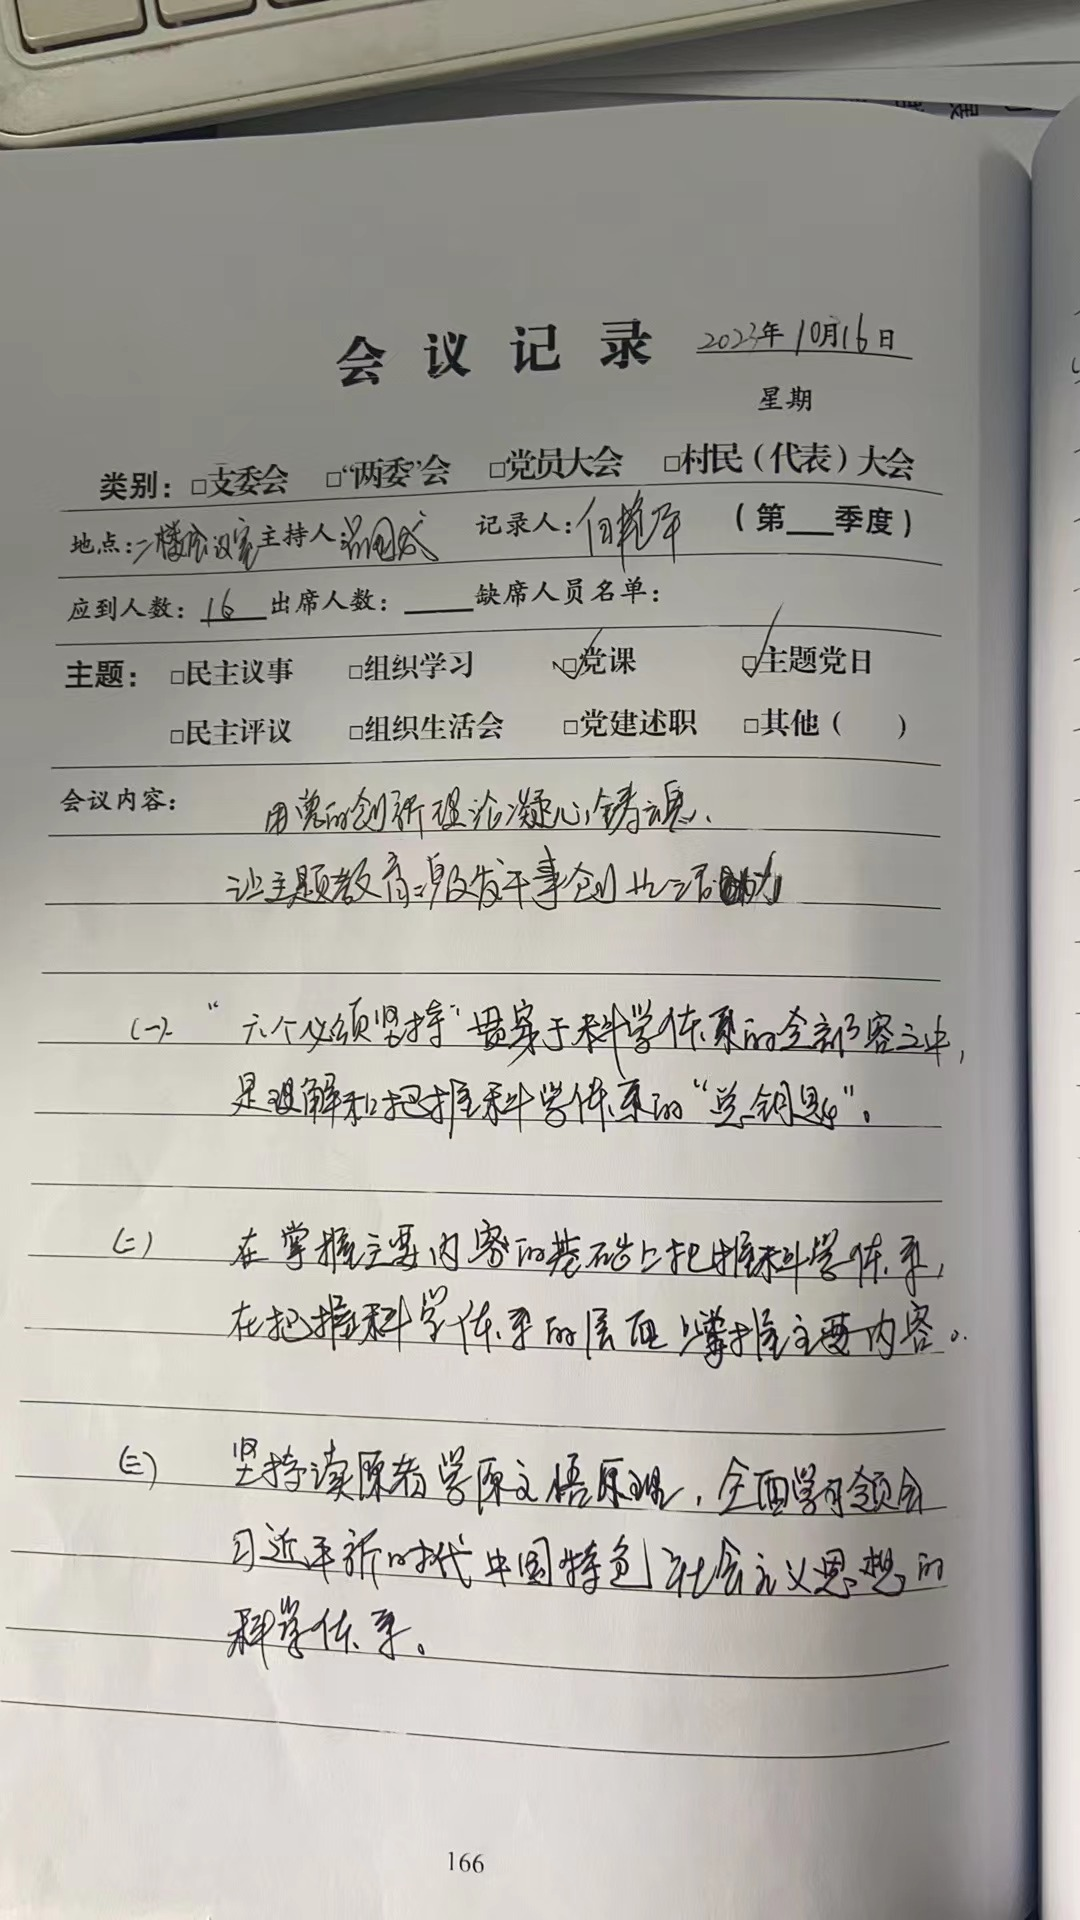 会议记录 2023年10月16日
星期
类别：□支委会 □“两委”会 □党员大会 □村民（代表）大会
地点：二楼会议室 主持人： 记录人： （第___季度）
应到人数：16 出席人数：____ 缺席人员名单：
主题：□民主议事 □组织学习 □党课 □主题党日
□民主评议 □组织生活会 □党建述职 □其他（ ）
会议内容： 用党的创新理论凝心铸魂、
让主题教育激发干事创业活力
(一) “六个必须坚持”贯穿于科学体系的全部内容之中，
是理解和把握科学体系的“总钥匙”。
(二) 在掌握主要内容的基础上把握科学体系，
在把握科学体系的层面上掌握主要内容。
(三) 坚持读原著学原文悟原理，全面学习领会
习近平新时代中国特色社会主义思想的
科学体系。
166